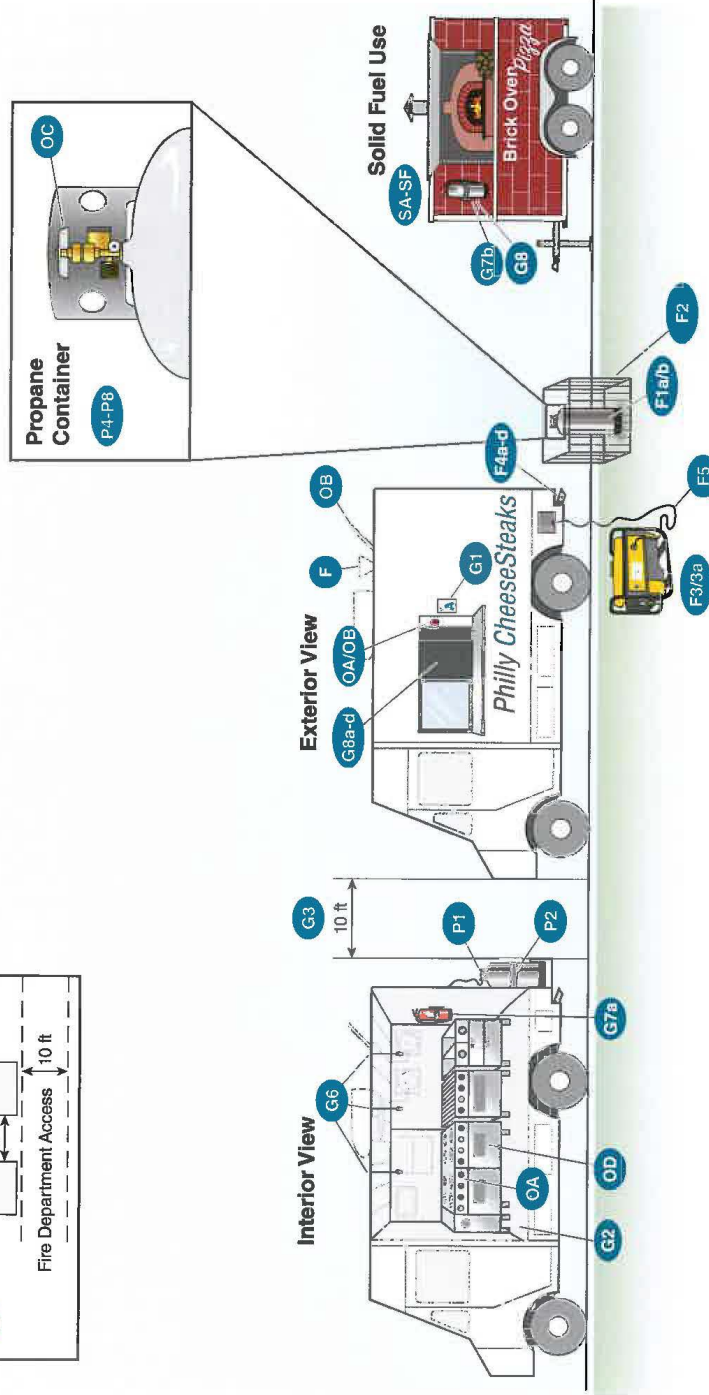 10 ft
Fire Department Access
Interior View
G6
G2
OA
OD
G7a
P1
P2
G3
10 ft
Exterior View
G8a-d
OA/OB
F
OB
G1
A
Philly CheeseSteaks
F4a-d
F3/3a
F5
Propane
Container
P4-P8
OC
F1a/b
F2
Solid Fuel Use
SA-SF
G7b
G8
Brick Oven
Pizza